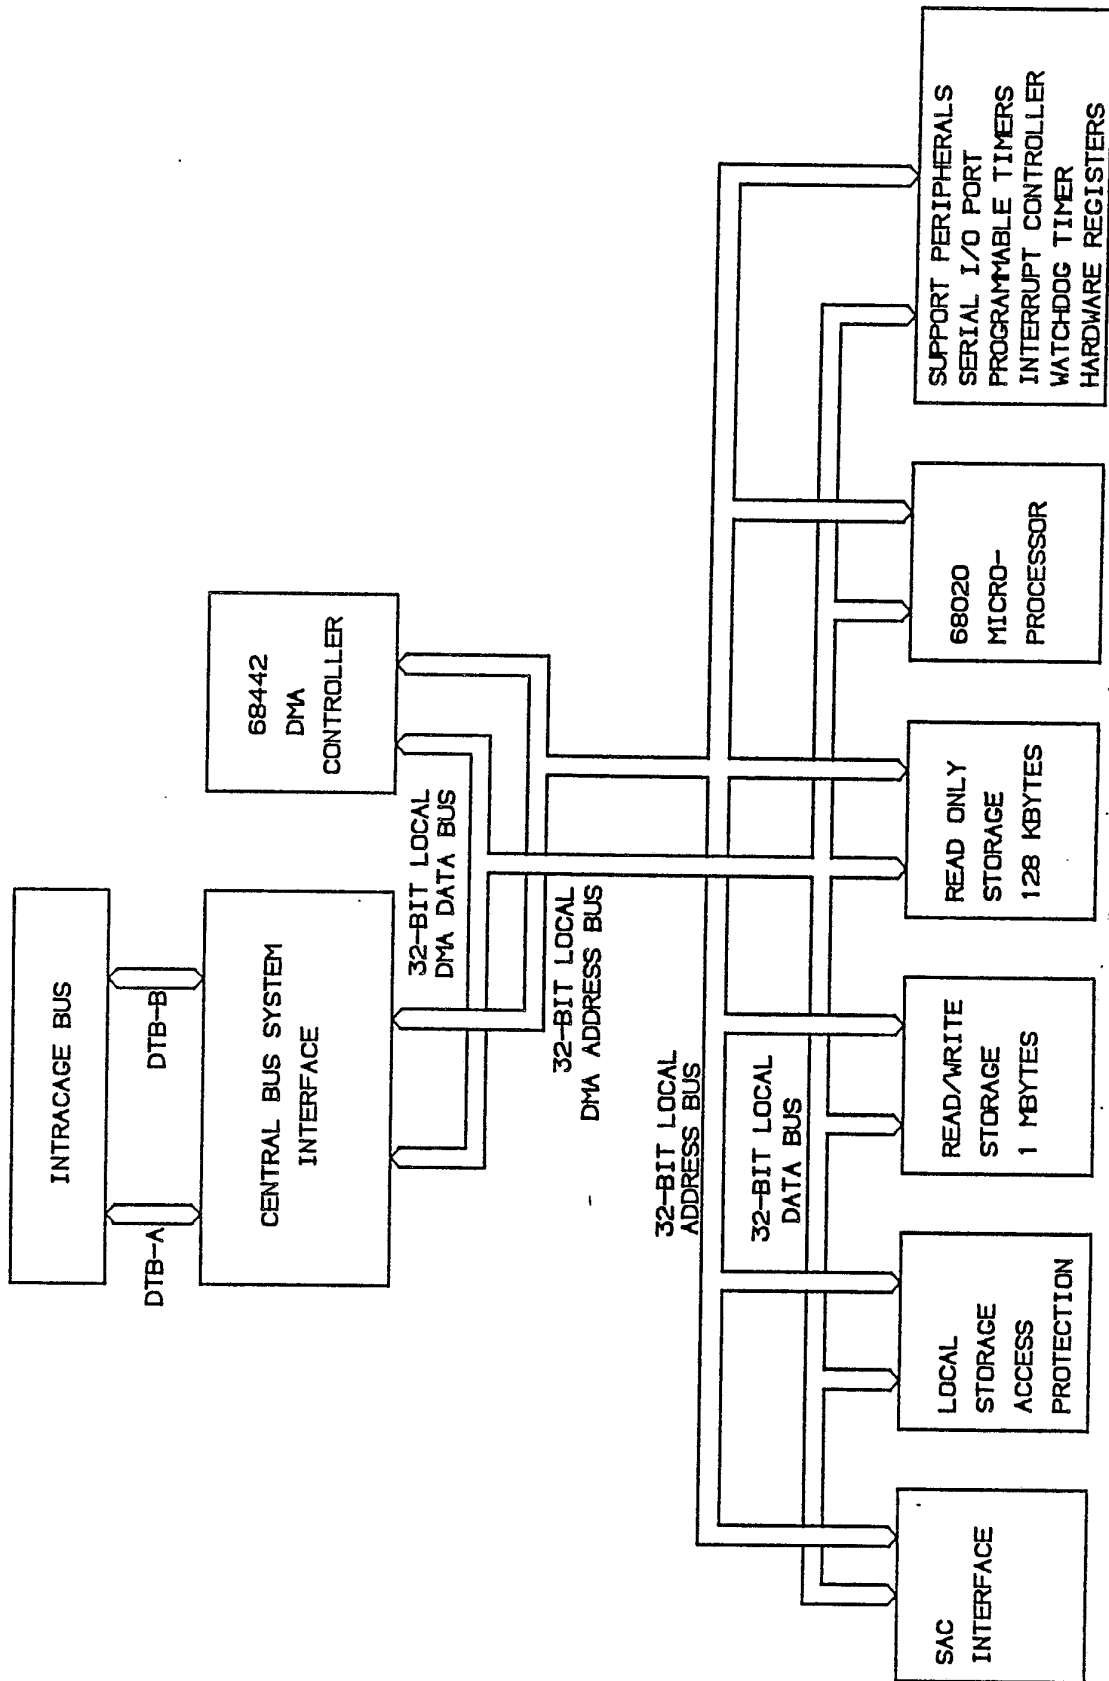 INTRACAGE BUS
DTB-A
DTB-B
CENTRAL BUS SYSTEM
INTERFACE
68442
DMA
CONTROLLER
32-BIT LOCAL
DMA DATA BUS
32-BIT LOCAL
DMA ADDRESS BUS
32-BIT LOCAL
ADDRESS BUS
32-BIT LOCAL
DATA BUS
SAC
INTERFACE
LOCAL
STORAGE
ACCESS
PROTECTION
READ/WRITE
STORAGE
1 MBYTES
READ ONLY
STORAGE
128 KBYTES
68020
MICRO-
PROCESSOR
SUPPORT PERIPHERALS
SERIAL I/O PORT
PROGRAMMABLE TIMERS
INTERRUPT CONTROLLER
WATCHDOG TIMER
HARDWARE REGISTERS